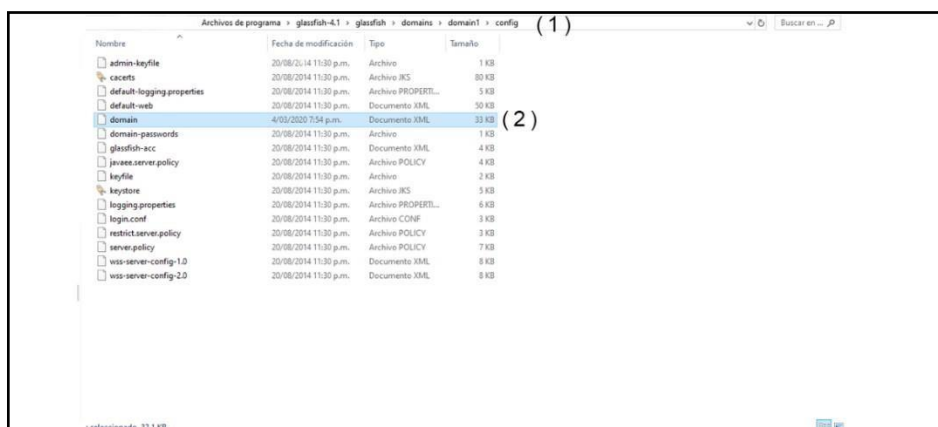 Archivos de programa > glassfish-4.1 > glassfish > domains > domain1 > config (1) Buscar en ...
Nombre Fecha de modificación Tipo Tamaño
admin-keyfile 20/08/2014 11:30 p.m. Archivo 1 KB
cacerts 20/08/2014 11:30 p.m. Archivo JKS 80 KB
default-logging.properties 20/08/2014 11:30 p.m. Archivo PROPERTI... 5 KB
default-web 20/08/2014 11:30 p.m. Documento XML 50 KB
domain 4/03/2020 7:54 p.m. Documento XML 33 KB (2)
domain-passwords 20/08/2014 11:30 p.m. Archivo 1 KB
glassfish-acc 20/08/2014 11:30 p.m. Documento XML 4 KB
javaee.server.policy 20/08/2014 11:30 p.m. Archivo POLICY 4 KB
keyfile 20/08/2014 11:30 p.m. Archivo 2 KB
keystore 20/08/2014 11:30 p.m. Archivo JKS 5 KB
logging.properties 20/08/2014 11:30 p.m. Archivo PROPERTI... 6 KB
login.conf 20/08/2014 11:30 p.m. Archivo CONF 3 KB
restrict.server.policy 20/08/2014 11:30 p.m. Archivo POLICY 3 KB
server.policy 20/08/2014 11:30 p.m. Archivo POLICY 7 KB
wss-server-config-1.0 20/08/2014 11:30 p.m. Documento XML 8 KB
wss-server-config-2.0 20/08/2014 11:30 p.m. Documento XML 8 KB